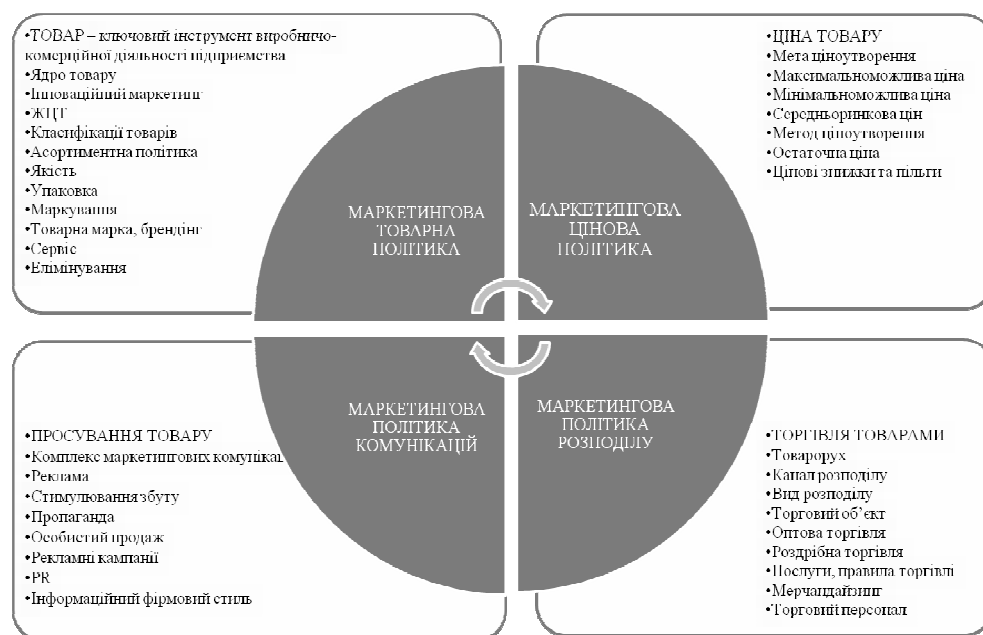 •ТОВАР – ключовий інструмент виробничо-
комерційної діяльності підприємства
•Ядро товару
•Інноваційний маркетинг
•ЖЦТ
•Класифікації товарів
•Асортиментна політика
•Якість
•Упаковка
•Маркування
•Товарна марка, брендінг
•Сервіс
•Елімінування
•ЦІНА ТОВАРУ
•Мета ціноутворення
•Максимальноможлива ціна
•Мінімальноможлива ціна
•Середньоринкова цін
•Метод ціноутворення
•Остаточна ціна
•Цінові знижки та пільги
МАРКЕТИНГОВА
ТОВАРНА
ПОЛІТИКА
МАРКЕТИНГОВА
ЦІНОВА
ПОЛІТИКА
МАРКЕТИНГОВА
ПОЛІТИКА
КОМУНІКАЦІЙ
МАРКЕТИНГОВА
ПОЛІТИКА
РОЗПОДІЛУ
•ПРОСУВАННЯ ТОВАРУ
•Комплекс маркетингових комунікац
•Реклама
•Стимулювання збуту
•Пропаганда
•Особистий продаж
•Рекламні кампанії
•PR
•Інформаційний фірмовий стиль
•ТОРГІВЛЯ ТОВАРАМИ
•Товарорух
•Канал розподілу
•Вид розподілу
•Торговий об’єкт
•Оптова торгівля
•Роздрібна торгівля
•Послуги, правила торгівлі
•Мерчандайзинг
•Торговий персонал